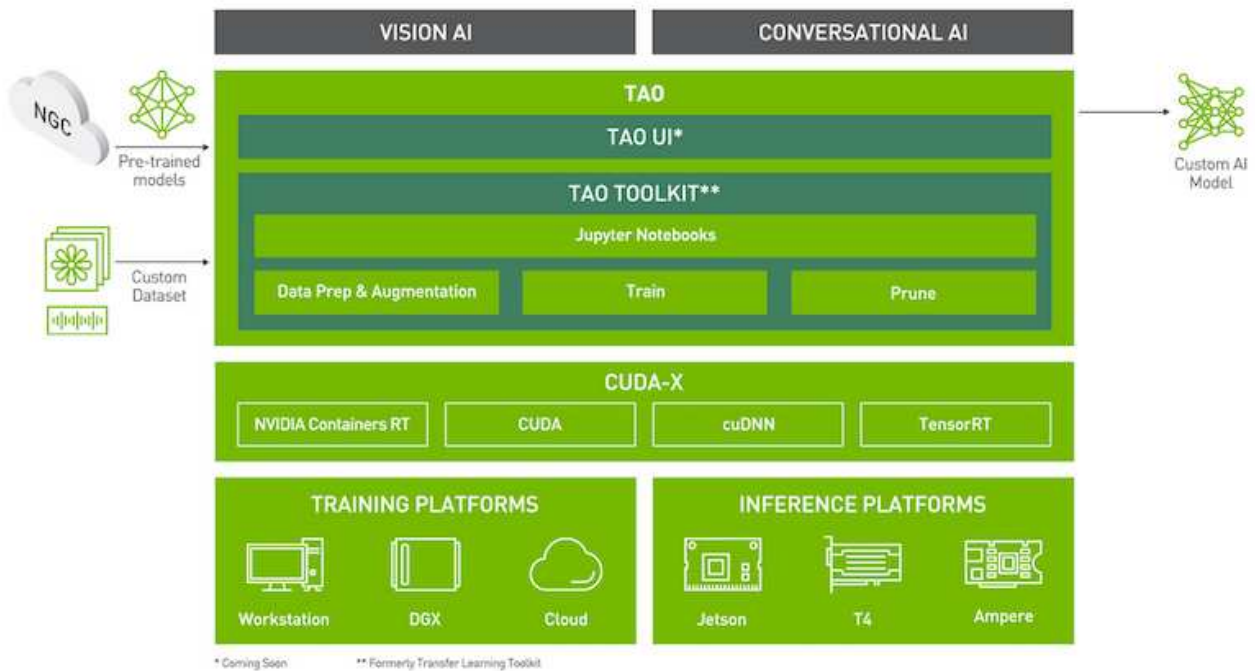 VISION AI
CONVERSATIONAL AI
NGC
Pre-trained
models
Custom
Dataset
TAO
TAO UI*
TAO TOOLKIT**
Jupyter Notebooks
Data Prep & Augmentation
Train
Prune
Custom AI
Model
CUDA-X
NVIDIA Containers RT
CUDA
cuDNN
TensorRT
TRAINING PLATFORMS
Workstation
DGX
Cloud
INFERENCE PLATFORMS
Jetson
T4
Ampere
* Coming Soon
** Formerly Transfer Learning Toolkit